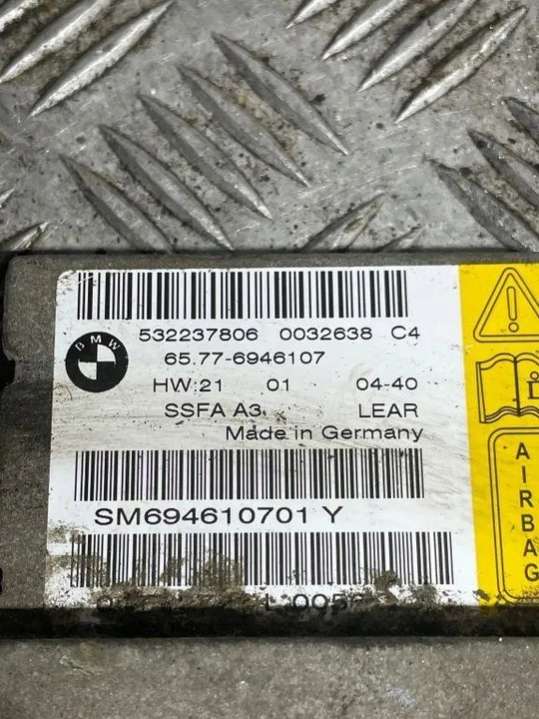 532237806 0032638 C4
BMW
65.77-6946107
HW:21 01 04-40
SSFA A3. LEAR
Made in Germany
SM694610701 Y
AIRBAG